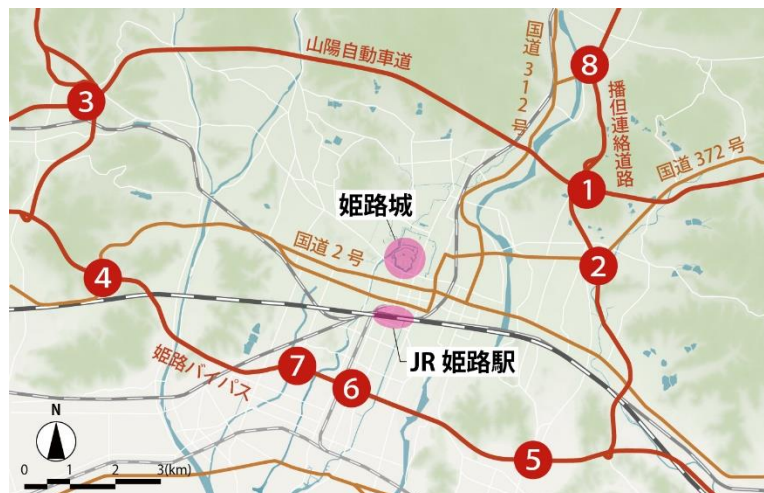 山陽自動車道
国道312号
8
播但連絡道路
3
国道372号
1
姫路城
国道2号
2
4
JR 姫路駅
姫路バイパス
7
6
5
N
0 1 2 3(km)